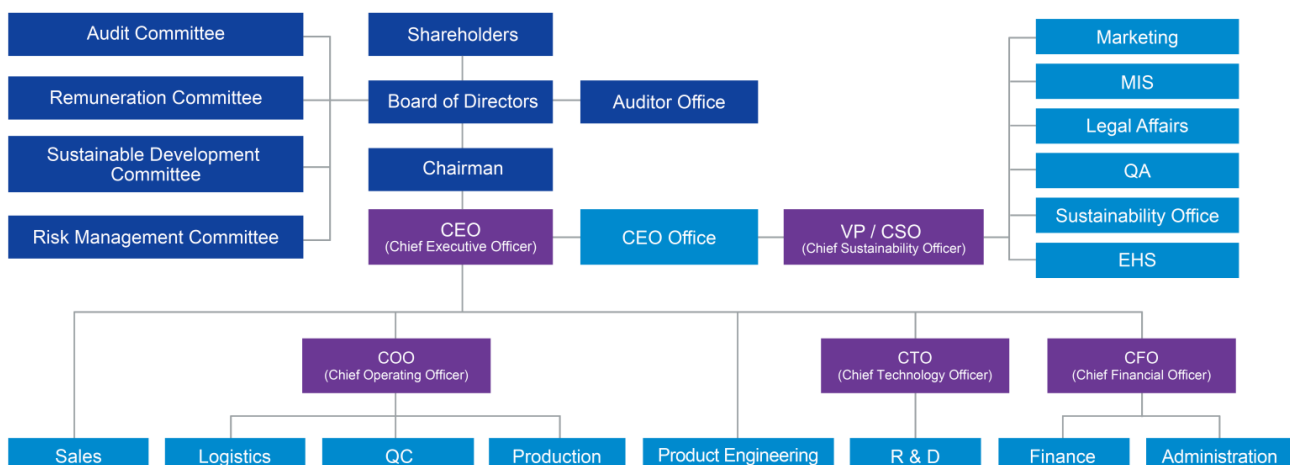 Audit Committee
Shareholders
Marketing
MIS
Remuneration Committee
Board of Directors
Auditor Office
Legal Affairs
Sustainable Development
Committee
Chairman
QA
Risk Management Committee
CEO
(Chief Executive Officer)
CEO Office
VP / CSO
(Chief Sustainability Officer)
Sustainability Office
EHS
COO
(Chief Operating Officer)
CTO
(Chief Technology Officer)
CFO
(Chief Financial Officer)
Sales
Logistics
QC
Production
Product Engineering
R & D
Finance
Administration